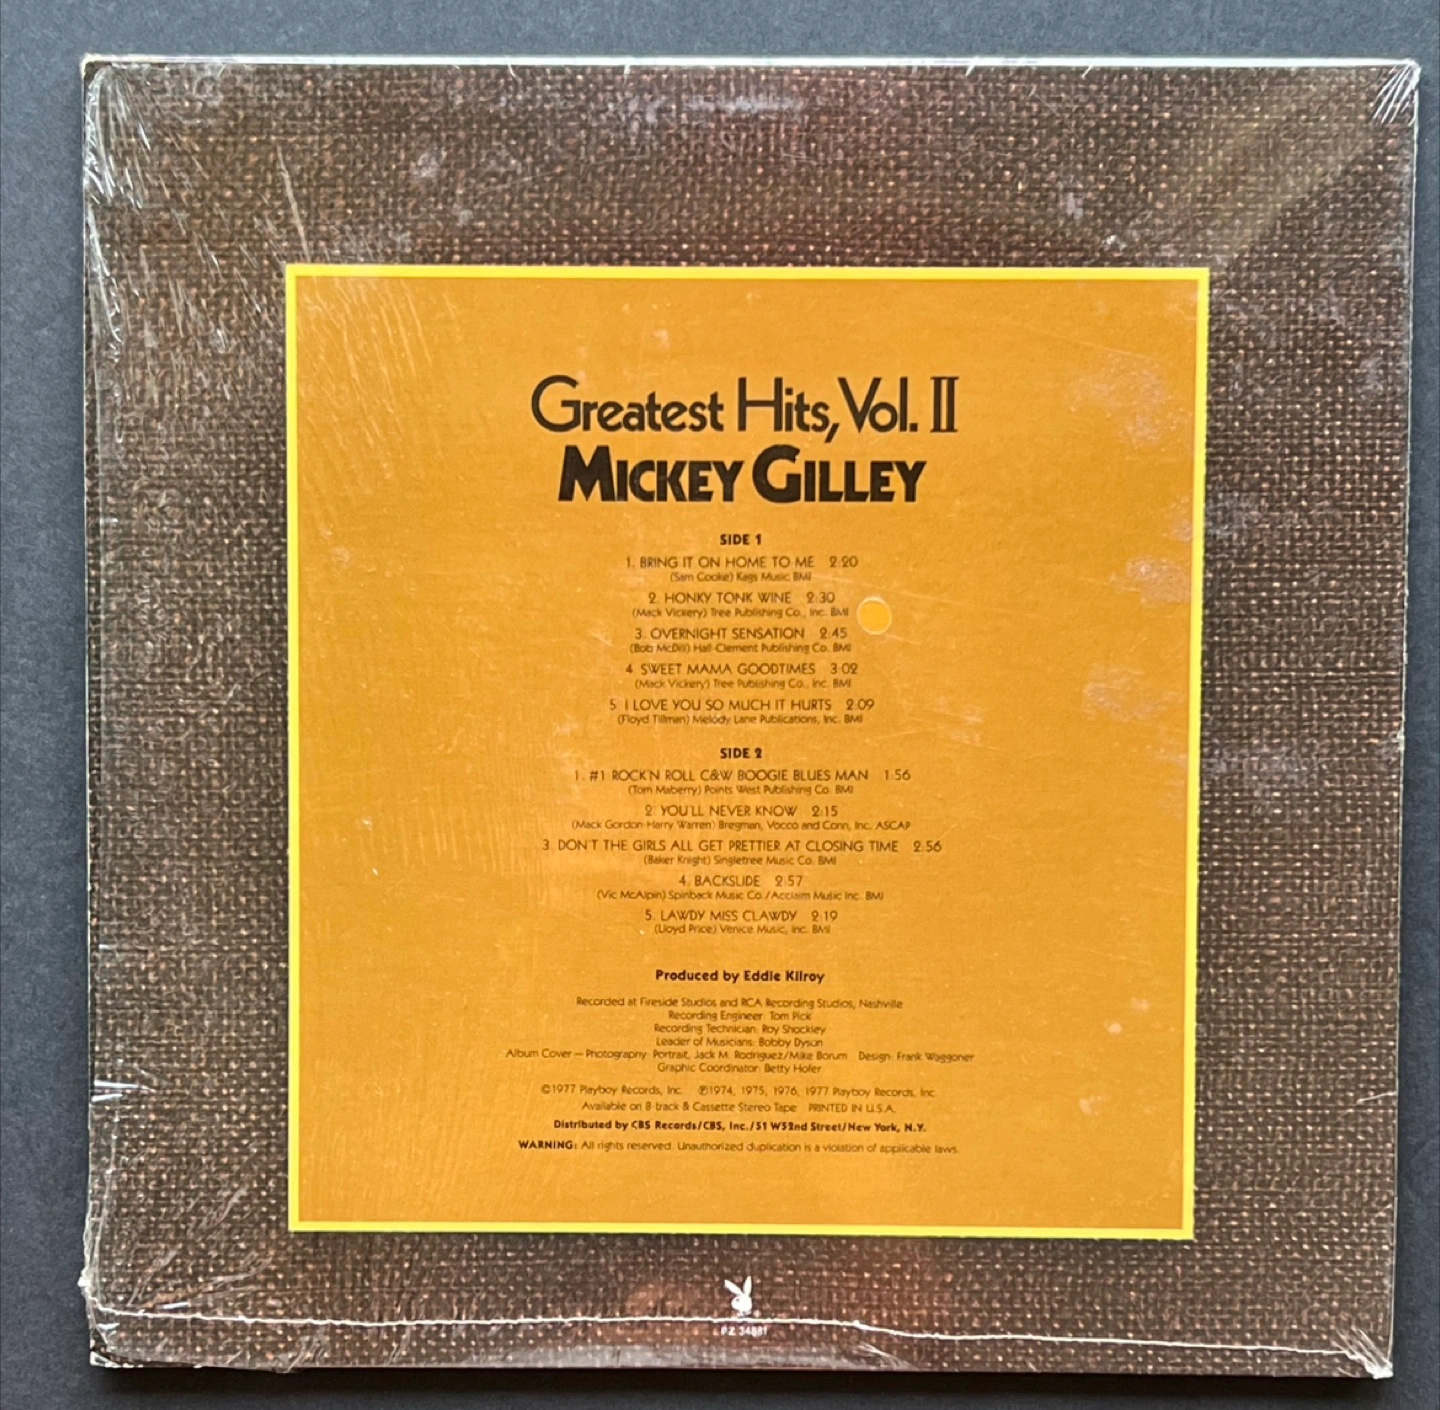 Greatest Hits, Vol. II
MICKEY GILLEY
SIDE 1
1. BRING IT ON HOME TO ME 2:20
(Sam Cooke) Kags Music, BMI
2. HONKY TONK WINE 2:30
(Mack Vickery) Tree Publishing Co., Inc. BMI
3. OVERNIGHT SENSATION 2:45
(Bob McDill) Hall-Clement Publishing Co. BMI
4. SWEET MAMA GOODTIMES 3:02
(Mack Vickery) Tree Publishing Co., Inc. BMI
5. I LOVE YOU SO MUCH IT HURTS 2:09
(Floyd Tillman) Melody Lane Publications, Inc. BMI
SIDE 2
1. #1 ROCK'N ROLL C&W BOOGIE BLUES MAN 1:56
(Tom Maberry) Points West Publishing Co. BMI
2. YOU'LL NEVER KNOW 2:15
(Mack Gordon-Harry Warren) Bregman, Vocco and Conn, Inc. ASCAP
3. DON'T THE GIRLS ALL GET PRETTIER AT CLOSING TIME 2:56
(Baker Knight) Singletree Music Co. BMI
4. BACKSLIDE 2:57
(Vic McAlpin) Spinback Music Co./Acclaim Music Inc. BMI
5. LAWDY MISS CLAWDY 2:19
(Lloyd Price) Venice Music, Inc. BMI
Produced by Eddie Kilroy
Recorded at Fireside Studios and RCA Recording Studios, Nashville
Recording Engineer: Tom Pick
Recording Technician: Roy Shockley
Leader of Musicians: Bobby Dyson
Album Cover — Photography: Portrait, Jack M. Rodriguez/Mike Borum Design: Frank Waggoner
Graphic Coordinator: Betty Hofer
©1977 Playboy Records, Inc. ℗1974, 1975, 1976, 1977 Playboy Records, Inc.
Available on 8-track & Cassette Stereo Tape PRINTED IN U.S.A.
Distributed by CBS Records/CBS, Inc./51 W52nd Street/New York, N.Y.
WARNING: All rights reserved. Unauthorized duplication is a violation of applicable laws.
PZ 34881